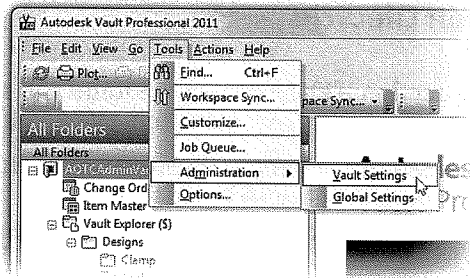 Autodesk Vault Professional 2011
File Edit View Go Tools Actions Help
Plot...
Find... Ctrl+F
Workspace Sync...
pace Sync...
Customize...
All Folders
Job Queue...
All Folders
Administration
Vault Settings
Change Ord
Options...
Global Settings
Item Master
Vault Explorer ($)
Designs
Clamp